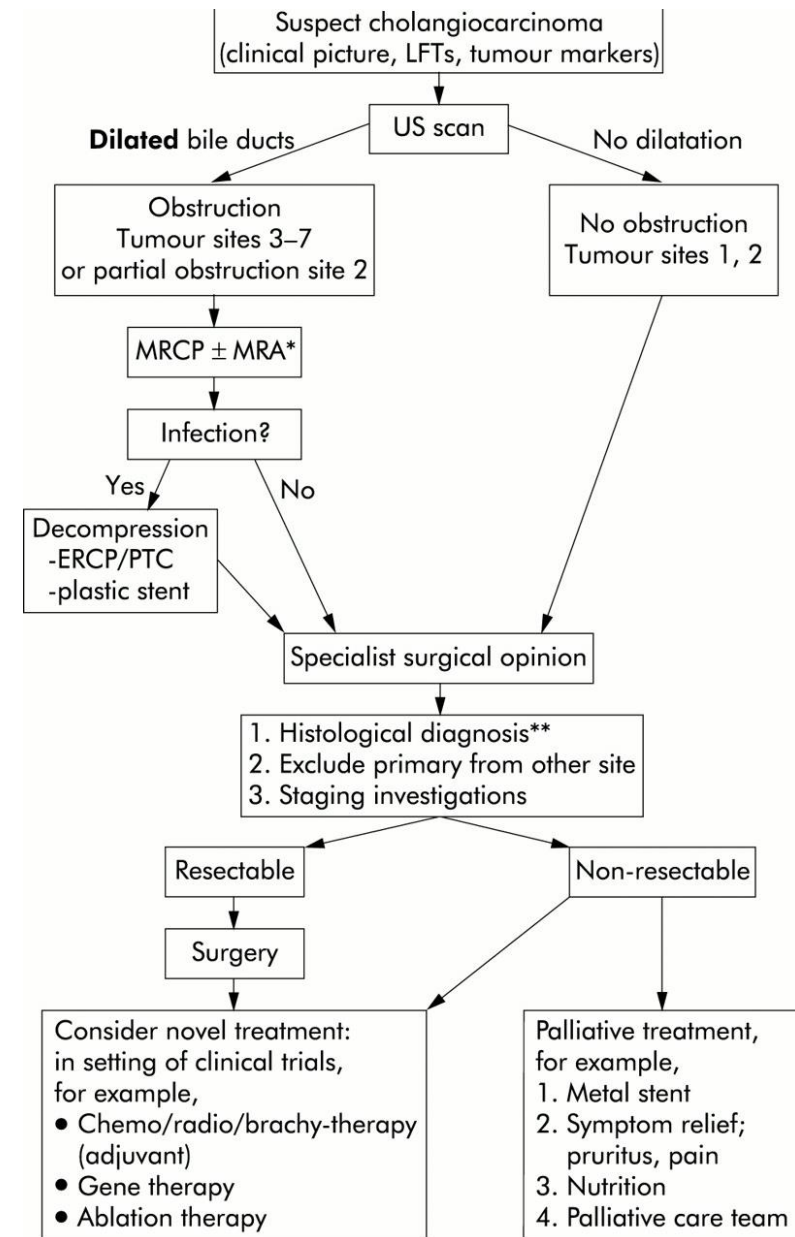 Suspect cholangiocarcinoma
(clinical picture, LFTs, tumour markers)
US scan
Dilated bile ducts
No dilatation
Obstruction
Tumour sites 3–7
or partial obstruction site 2
No obstruction
Tumour sites 1, 2
MRCP ± MRA*
Infection?
Yes
No
Decompression
-ERCP/PTC
-plastic stent
Specialist surgical opinion
1. Histological diagnosis**
2. Exclude primary from other site
3. Staging investigations
Resectable
Non-resectable
Surgery
Consider novel treatment:
in setting of clinical trials,
for example,
• Chemo/radio/brachy-therapy
(adjuvant)
• Gene therapy
• Ablation therapy
Palliative treatment,
for example,
1. Metal stent
2. Symptom relief;
pruritus, pain
3. Nutrition
4. Palliative care team